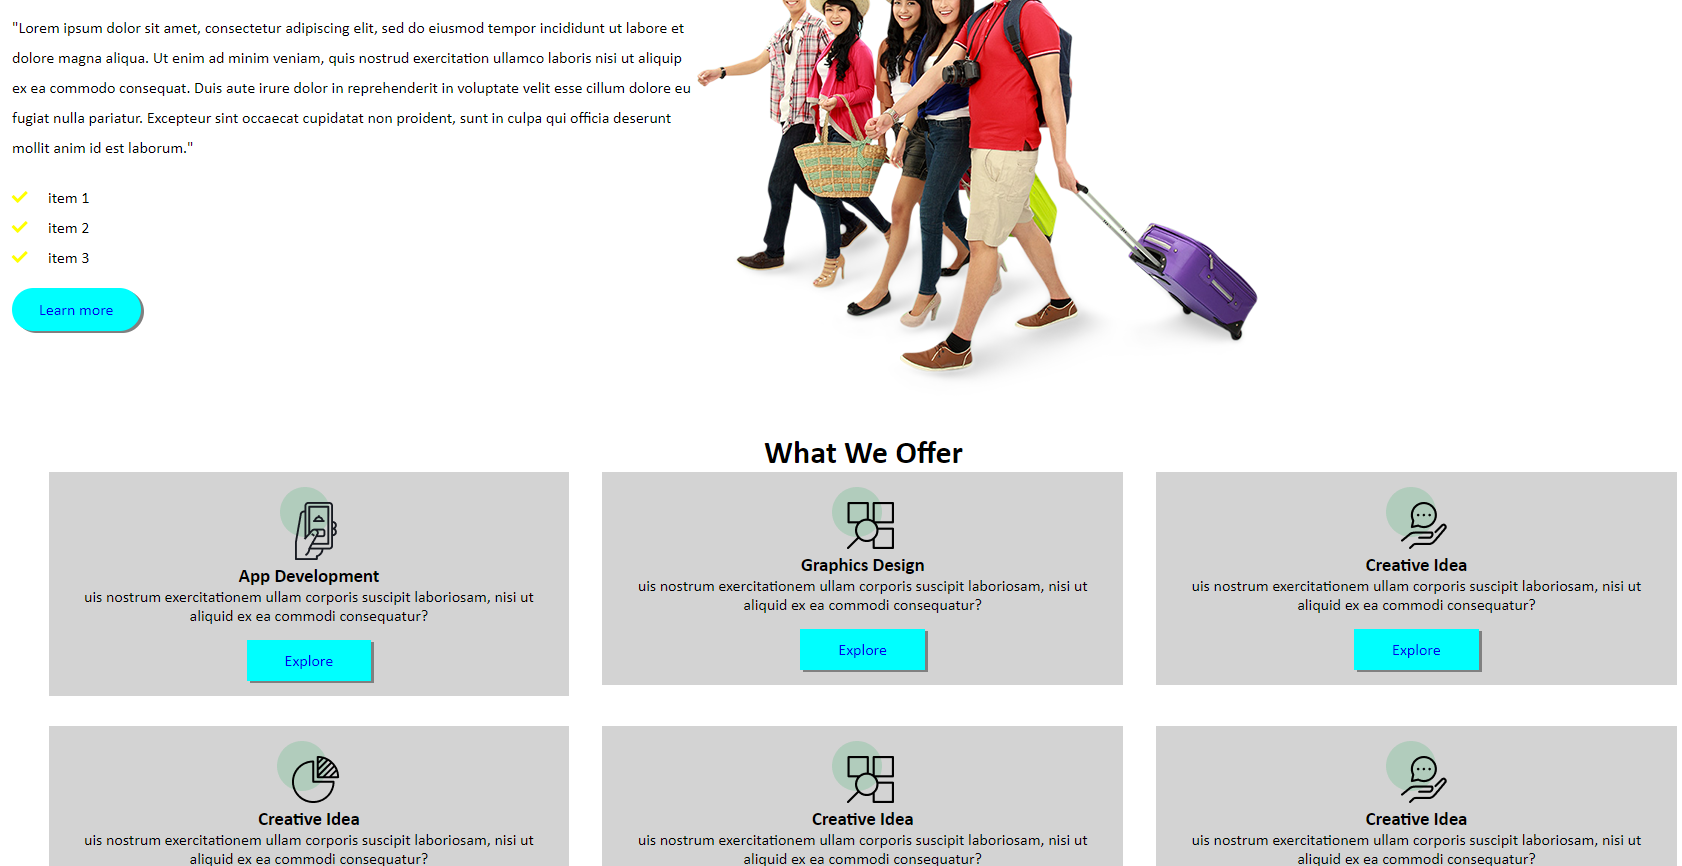 "Lorem ipsum dolor sit amet, consectetur adipiscing elit, sed do eiusmod tempor incididunt ut labore et
dolore magna aliqua. Ut enim ad minim veniam, quis nostrud exercitation ullamco laboris nisi ut aliquip
ex ea commodo consequat. Duis aute irure dolor in reprehenderit in voluptate velit esse cillum dolore eu
fugiat nulla pariatur. Excepteur sint occaecat cupidatat non proident, sunt in culpa qui officia deserunt
mollit anim id est laborum."
item 1
item 2
item 3
Learn more
What We Offer
App Development
uis nostrum exercitationem ullam corporis suscipit laboriosam, nisi ut
aliquid ex ea commodi consequatur?
Explore
Graphics Design
uis nostrum exercitationem ullam corporis suscipit laboriosam, nisi ut
aliquid ex ea commodi consequatur?
Explore
Creative Idea
uis nostrum exercitationem ullam corporis suscipit laboriosam, nisi ut
aliquid ex ea commodi consequatur?
Explore
Creative Idea
uis nostrum exercitationem ullam corporis suscipit laboriosam, nisi ut
aliquid ex ea commodi consequatur?
Creative Idea
uis nostrum exercitationem ullam corporis suscipit laboriosam, nisi ut
aliquid ex ea commodi consequatur?
Creative Idea
uis nostrum exercitationem ullam corporis suscipit laboriosam, nisi ut
aliquid ex ea commodi consequatur?